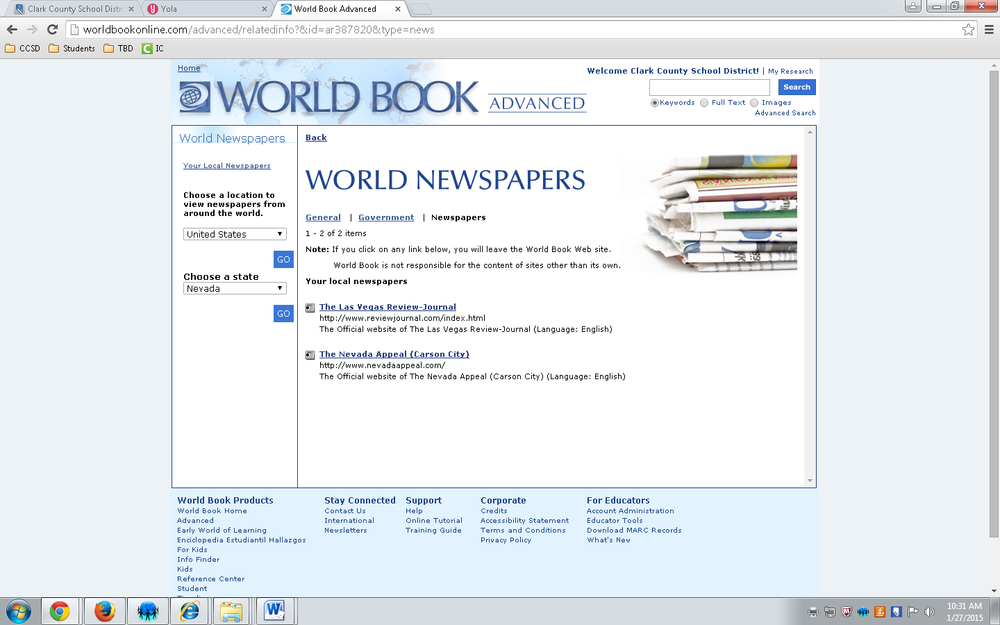 Clark County School Distri
Yola
World Book Advanced
worldbookonline.com/advanced/relatedinfo?&id=ar387820&type=news
CCSD
Students
TBD
IC
Home
WORLD BOOK
ADVANCED
Welcome Clark County School District! | My Research
Search
Keywords
Full Text
Images
Advanced Search
World Newspapers
Your Local Newspapers
Choose a location to
view newspapers from
around the world.
United States
GO
Choose a state
Nevada
GO
Back
WORLD NEWSPAPERS
General | Government | Newspapers
1 - 2 of 2 items
Note: If you click on any link below, you will leave the World Book Web site.
World Book is not responsible for the content of sites other than its own.
Your local newspapers
The Las Vegas Review-Journal
http://www.reviewjournal.com/index.html
The Official website of The Las Vegas Review-Journal (Language: English)
The Nevada Appeal (Carson City)
http://www.nevadaappeal.com/
The Official website of The Nevada Appeal (Carson City) (Language: English)
World Book Products
World Book Home
Advanced
Early World of Learning
Enciclopedia Estudiantil Hallazgos
For Kids
Info Finder
Kids
Reference Center
Student
Stay Connected
Contact Us
International
Newsletters
Support
Help
Online Tutorial
Training Guide
Corporate
Credits
Accessibility Statement
Terms and Conditions
Privacy Policy
For Educators
Account Administration
Educator Tools
Download MARC Records
What's New
10:31 AM
1/27/2015